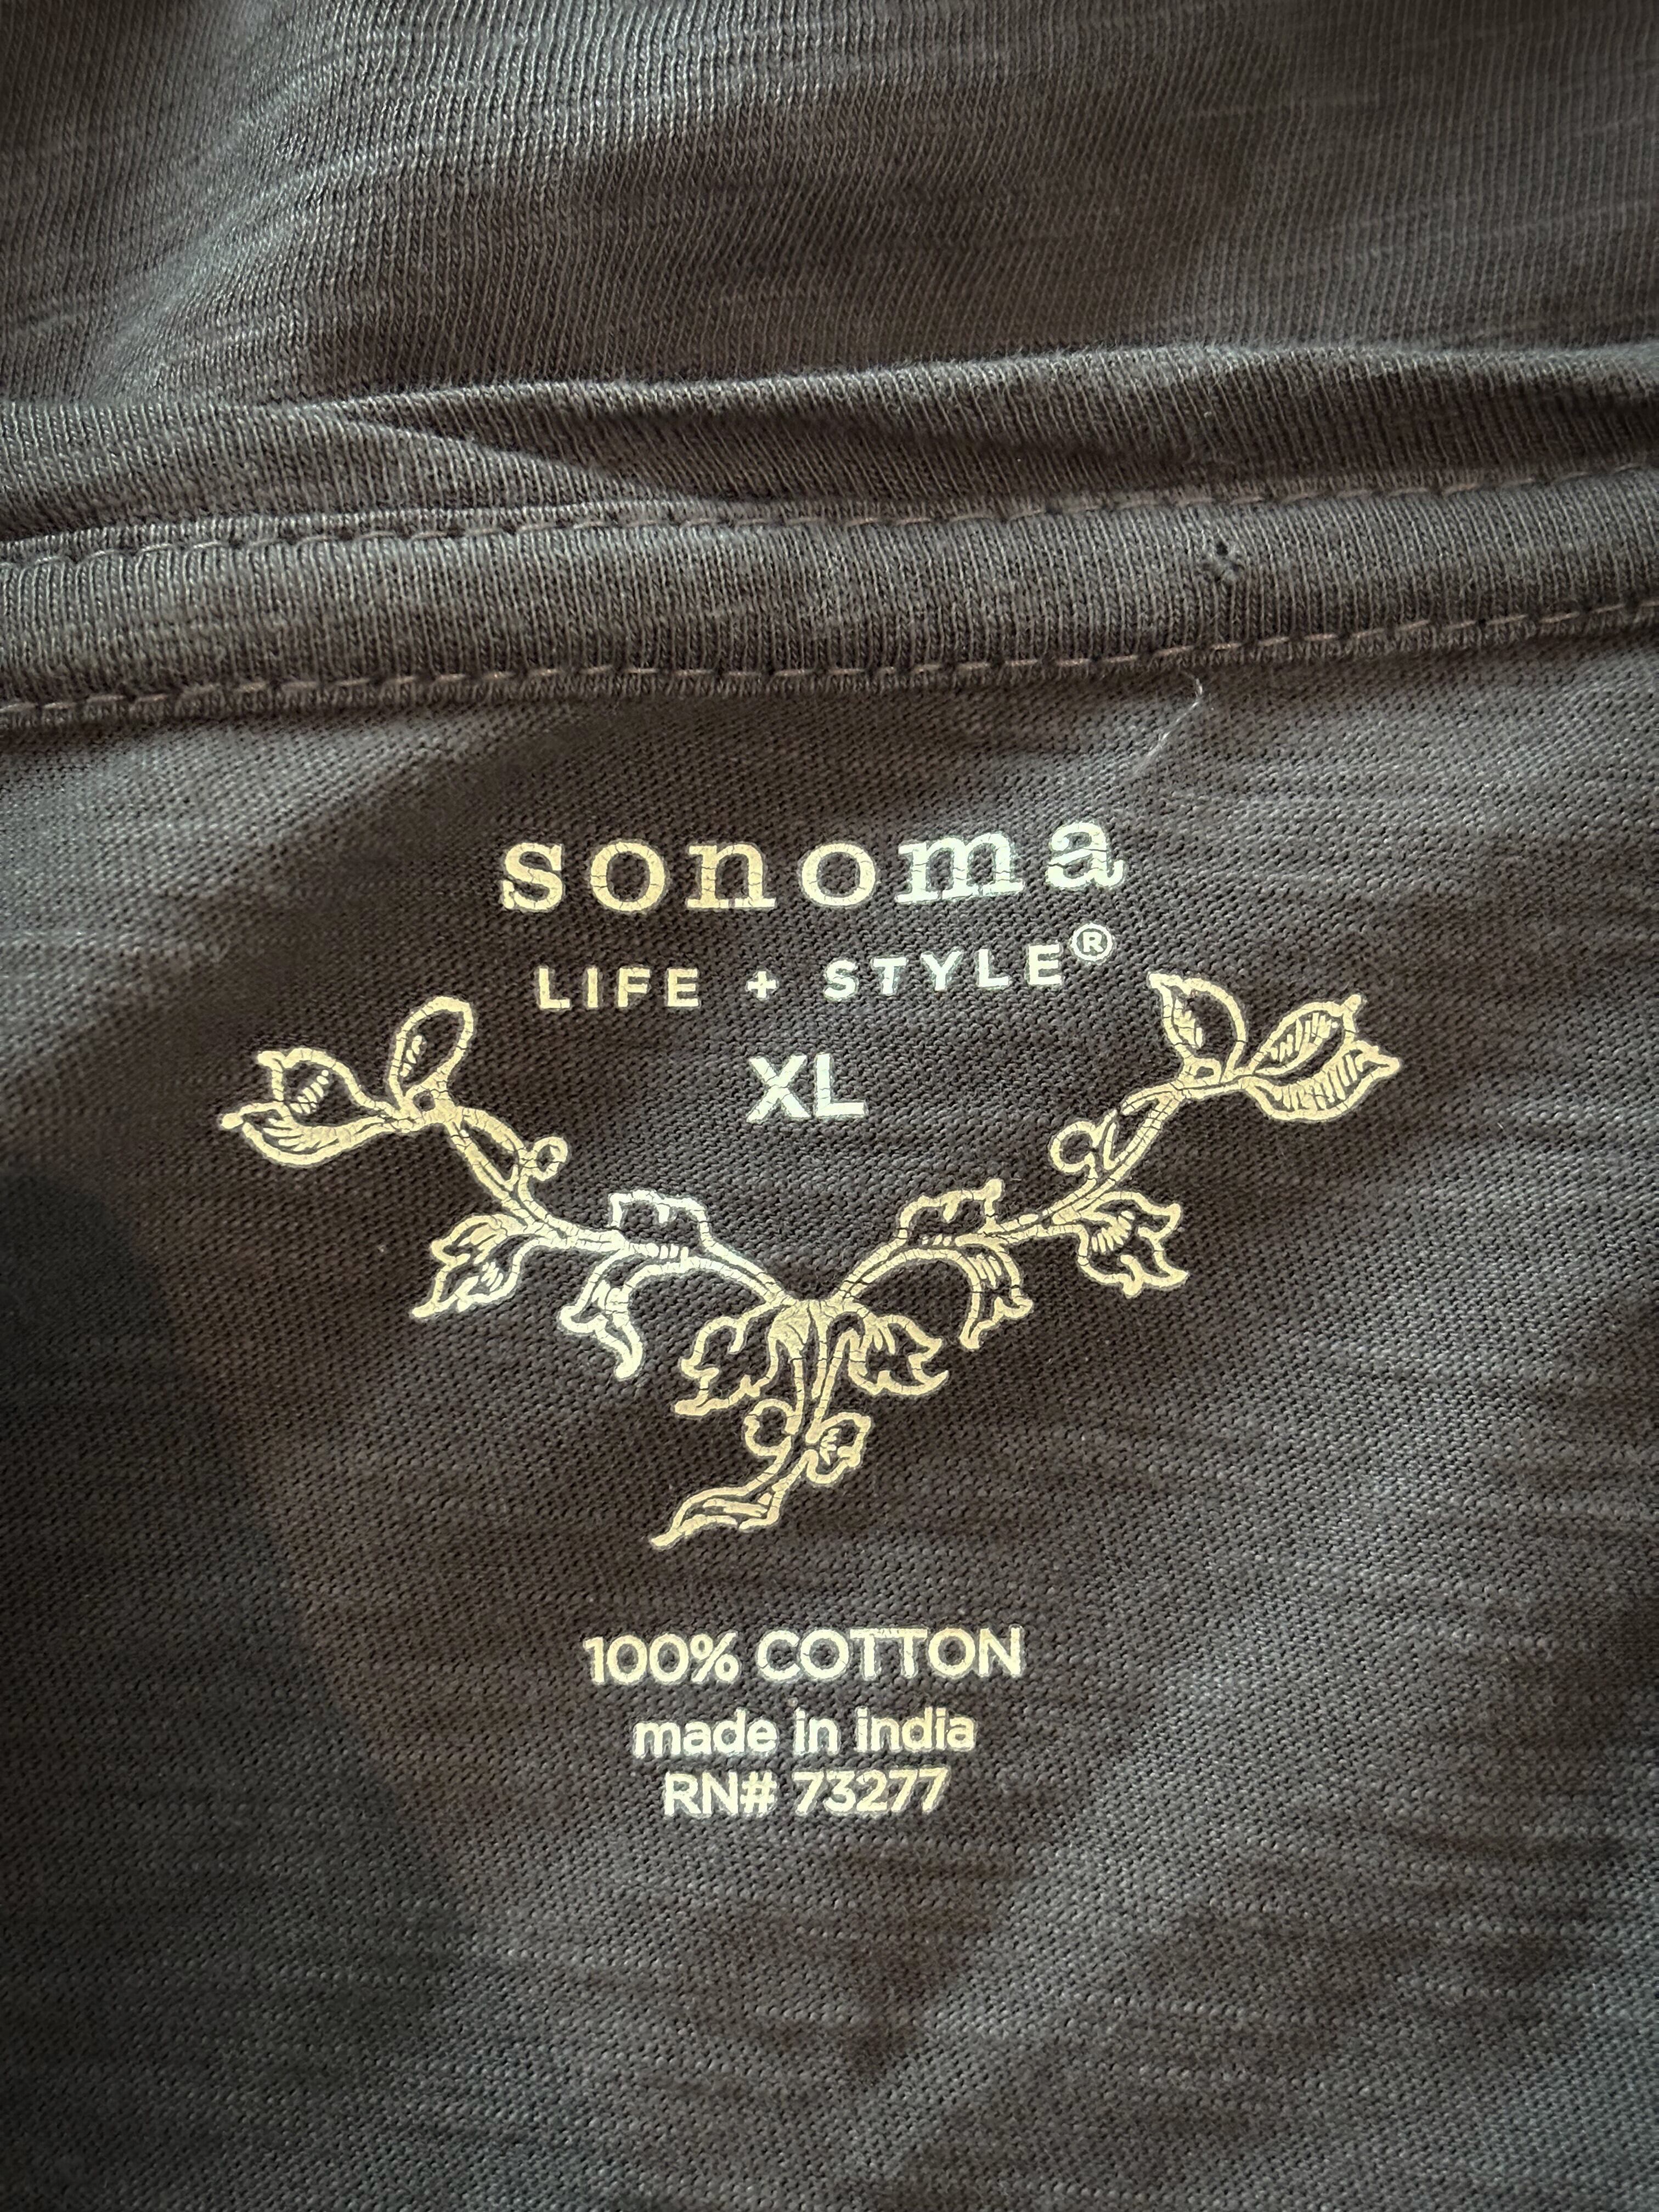 sonoma
LIFE + STYLE®
XL
100% COTTON
made in india
RN# 73277